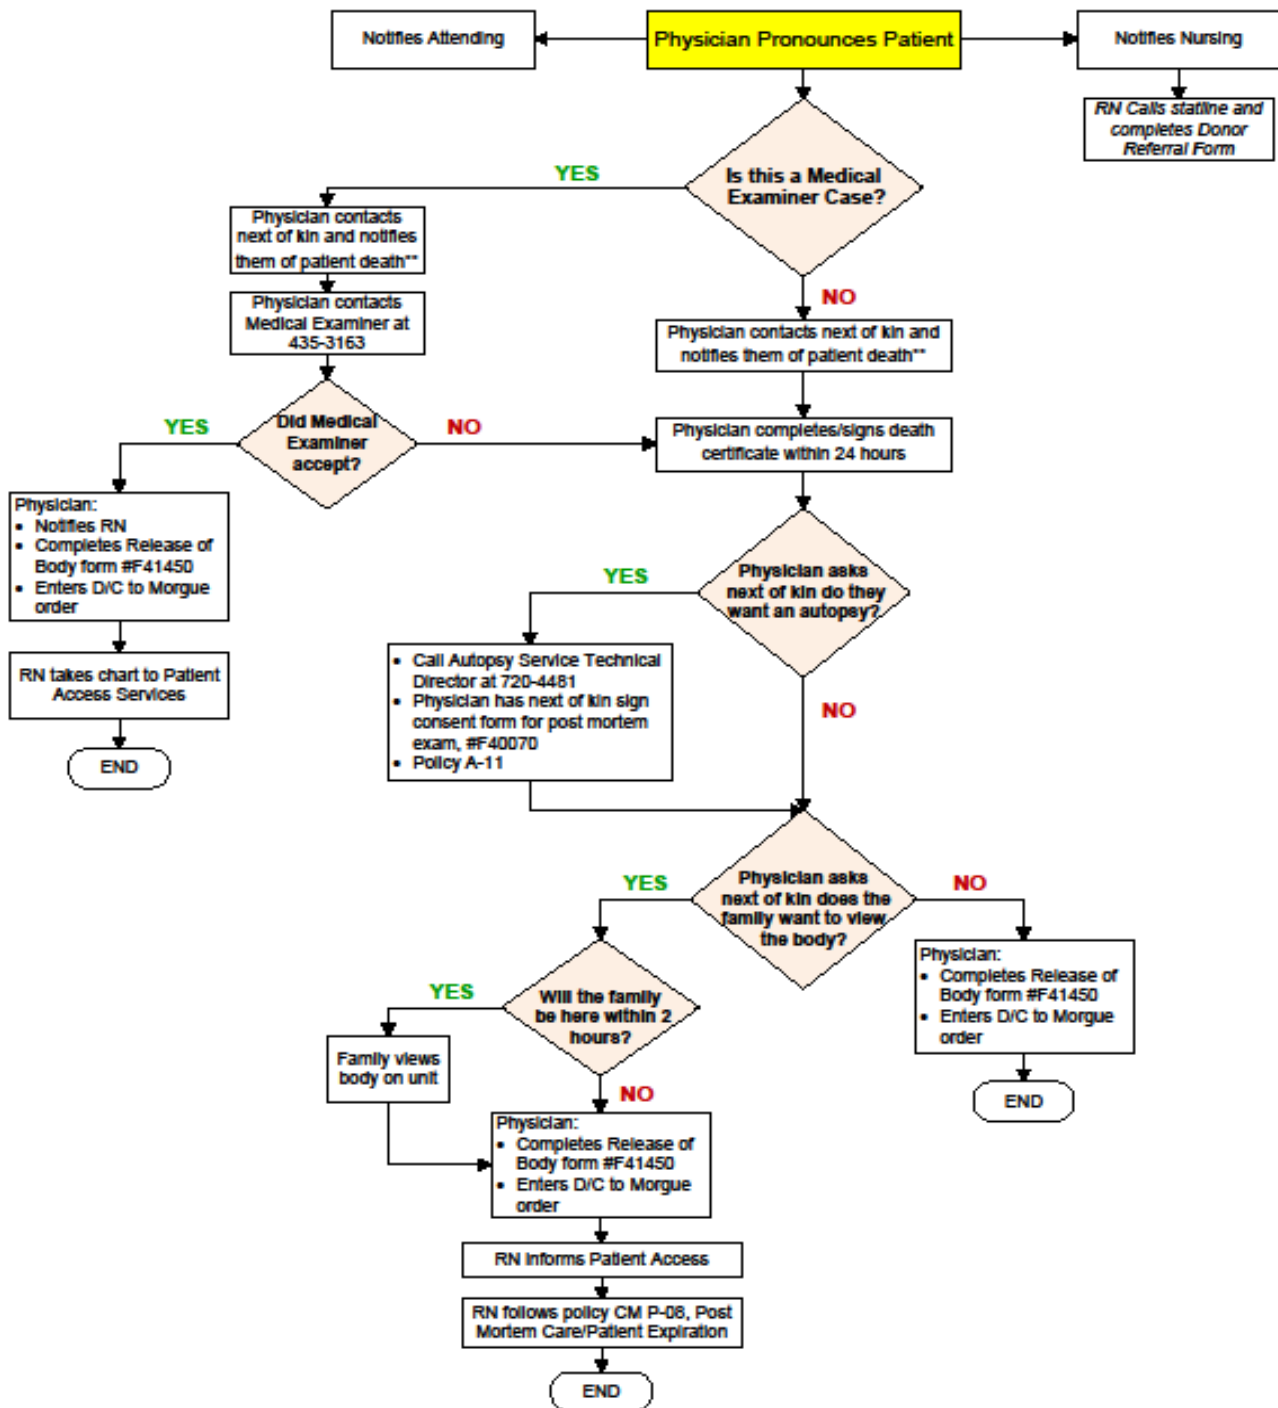 Notifies Attending
Physician Pronounces Patient
Notifies Nursing
RN Calls statline and
completes Donor
Referral Form
Is this a Medical
Examiner Case?
YES
Physician contacts
next of kin and notifies
them of patient death**
Physician contacts
Medical Examiner at
435-3163
NO
Physician contacts next of kin and
notifies them of patient death**
Did Medical
Examiner
accept?
YES
NO
Physician completes/signs death
certificate within 24 hours
Physician:
• Notifies RN
• Completes Release of
Body form #F41450
• Enters D/C to Morgue
order
RN takes chart to Patient
Access Services
END
Physician asks
next of kin do they
want an autopsy?
YES
• Call Autopsy Service Technical
Director at 720-4481
• Physician has next of kin sign
consent form for post mortem
exam, #F40070
• Policy A-11
NO
Physician asks
next of kin does the
family want to view
the body?
YES
NO
Physician:
• Completes Release of
Body form #F41450
• Enters D/C to Morgue
order
END
Will the family
be here within 2
hours?
YES
Family views
body on unit
NO
Physician:
• Completes Release of
Body form #F41450
• Enters D/C to Morgue
order
RN Informs Patient Access
RN follows policy CM P-08, Post
Mortem Care/Patient Expiration
END